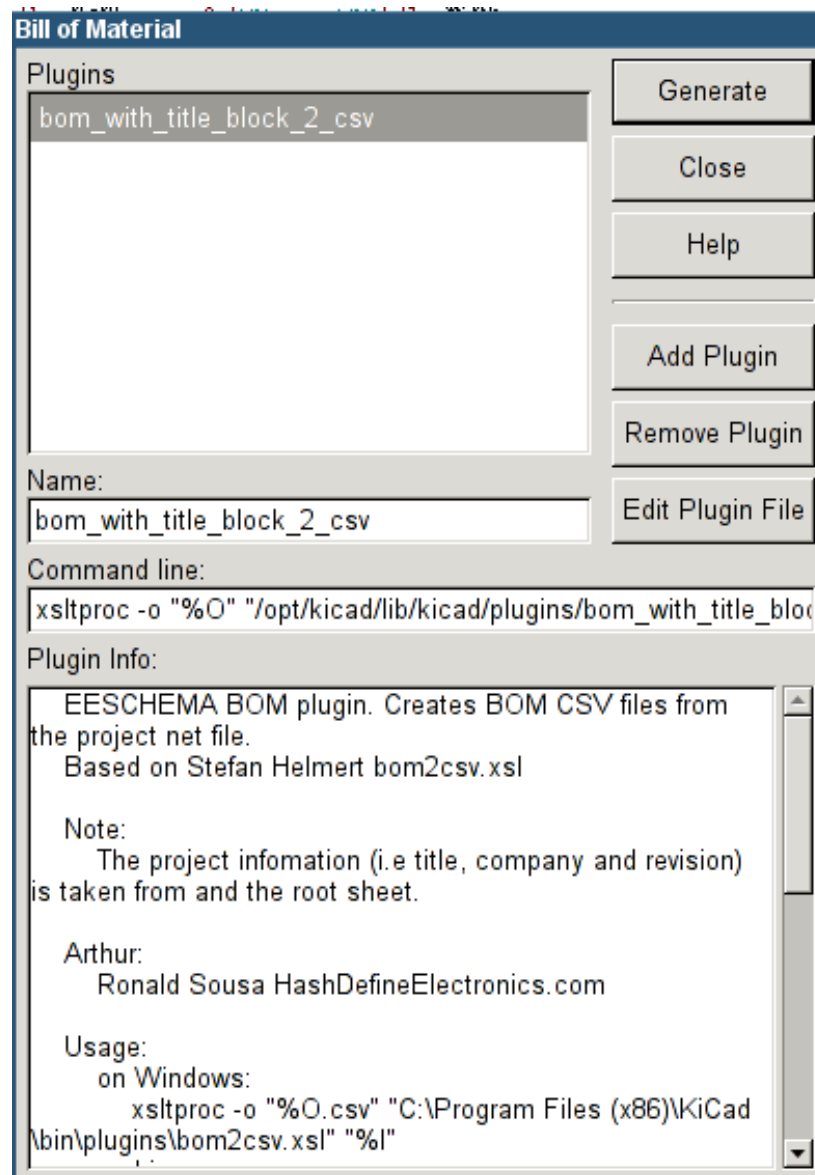 Bill of Material
Plugins
bom_with_title_block_2_csv
Generate
Close
Help
Add Plugin
Remove Plugin
Edit Plugin File
Name:
bom_with_title_block_2_csv
Command line:
xsltproc -o "%O" "/opt/kicad/lib/kicad/plugins/bom_with_title_bloc
Plugin Info:
EESCHEMA BOM plugin. Creates BOM CSV files from
the project net file.
Based on Stefan Helmert bom2csv.xsl
Note:
The project infomation (i.e title, company and revision)
is taken from and the root sheet.
Arthur:
Ronald Sousa HashDefineElectronics.com
Usage:
on Windows:
xsltproc -o "%O.csv" "C:\Program Files (x86)\KiCad
\bin\plugins\bom2csv.xsl" "%I"